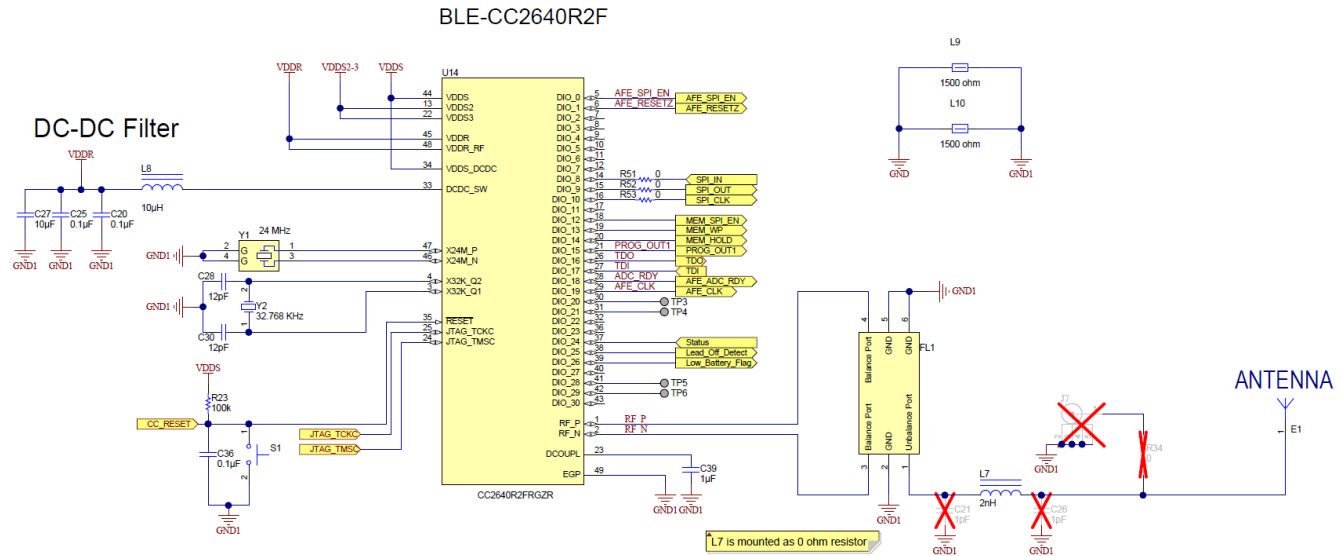 BLE-CC2640R2F
DC-DC Filter
VDDR
L8
10µH
C27
10µF
C25
0.1µF
C20
0.1µF
GND1
GND1
GND1
VDDR
VDDS2-3
VDDS
U14
44 VDDS
13 VDDS2
22 VDDS3
45 VDDR
48 VDDR_RF
34 VDDS_DCDC
33 DCDC_SW
47 X24M_P
46 X24M_N
4 X32K_Q2
3 X32K_Q1
35 RESET
25 JTAG_TCKC
24 JTAG_TMSC
DIO_0 5 AFE_SPI_EN AFE_SPI_EN
DIO_1 6 AFE_RESETZ AFE_RESETZ
DIO_2 7
DIO_3 8
DIO_4 9
DIO_5 10
DIO_6 11
DIO_7 12
DIO_8 14 R51 0 SPI_IN
DIO_9 15 R52 0 SPI_OUT
DIO_10 16 R53 0 SPI_CLK
DIO_11 17
DIO_12 18 MEM_SPI_EN
DIO_13 19 MEM_WP
DIO_14 20 MEM_HOLD
DIO_15 21 PROG_OUT1 PROG_OUT1
DIO_16 26 TDO TDO
DIO_17 27 TDI TDI
DIO_18 28 ADC_RDY AFE_ADC_RDY
DIO_19 29 AFE_CLK AFE_CLK
DIO_20 30 TP3
DIO_21 31 TP4
DIO_22 32
DIO_23 36
DIO_24 37 Status
DIO_25 38 Lead_Off_Detect
DIO_26 39 Low_Battery_Flag
DIO_27 40
DIO_28 41 TP5
DIO_29 42 TP6
DIO_30 43
RF_P 1 RF_P
RF_N 2 RF_N
DCOUPL 23
EGP 49
CC2640R2FRGZR
C39
1µF
GND1
GND1
Y1
24 MHz
2 G 1
4 G 3
GND1
C28
12pF
2
Y2
32.768 KHz
1
GND1
C30
12pF
VDDS
R23
100k
CC_RESET
C36
0.1µF
1
S1
2
GND1
JTAG_TCKC
JTAG_TMSC
L9
1500 ohm
L10
1500 ohm
GND
GND1
GND1
4 5 6
Balance Port
GND
GND
FL1
Balance Port
GND
Unbalance Port
3 2 1
GND1
L7
2nH
C21
1pF
GND1
C26
1pF
GND1
J7
GND1
R34
0
ANTENNA
1
E1
L7 is mounted as 0 ohm resistor